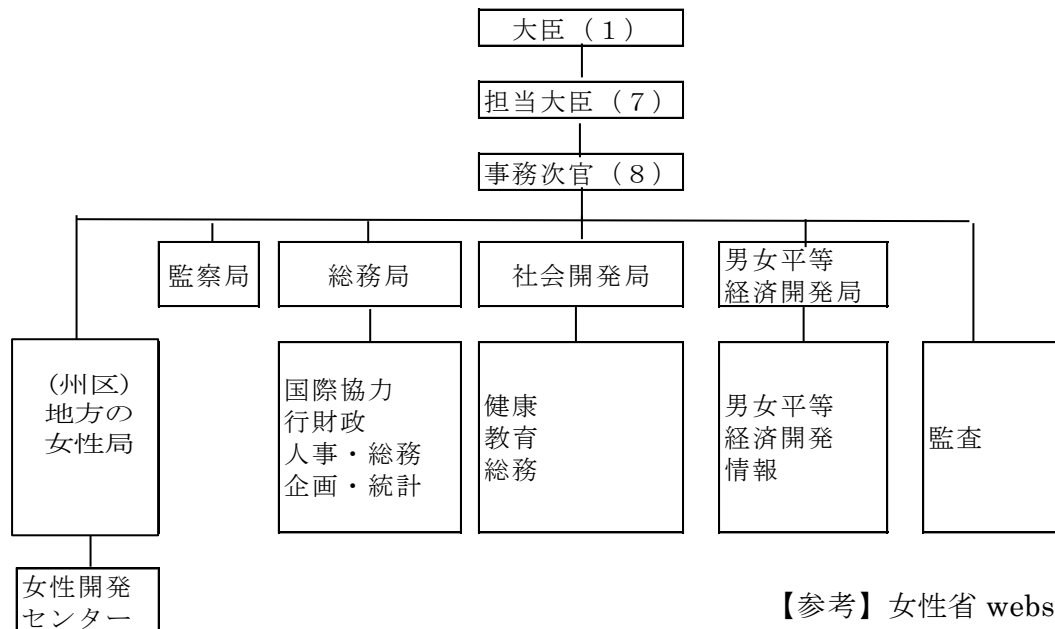 大臣（１）
担当大臣（７）
事務次官（８）
監察局
総務局
社会開発局
男女平等
経済開発局
（州区）
地方の
女性局
国際協力
行財政
人事・総務
企画・統計
健康
教育
総務
男女平等
経済開発
情報
監査
女性開発
センター
【参考】女性省 webs